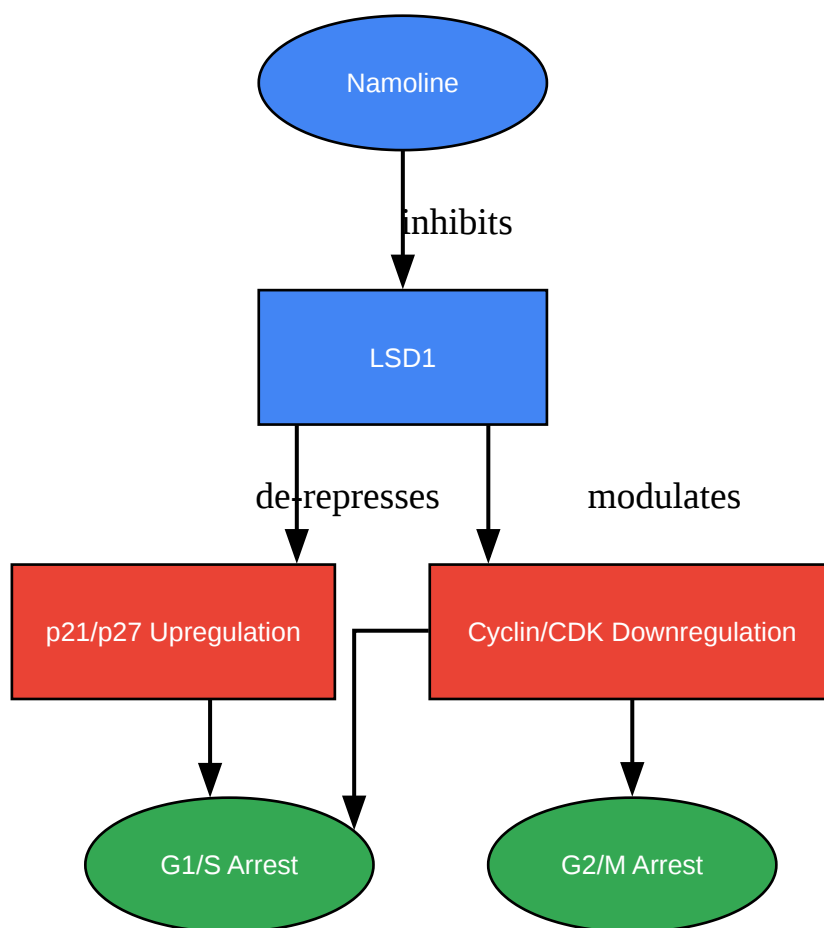 Namoline
inhibits
LSD1
de-represses
modulates
p21/p27 Upregulation
Cyclin/CDK Downregulation
G1/S Arrest
G2/M Arrest